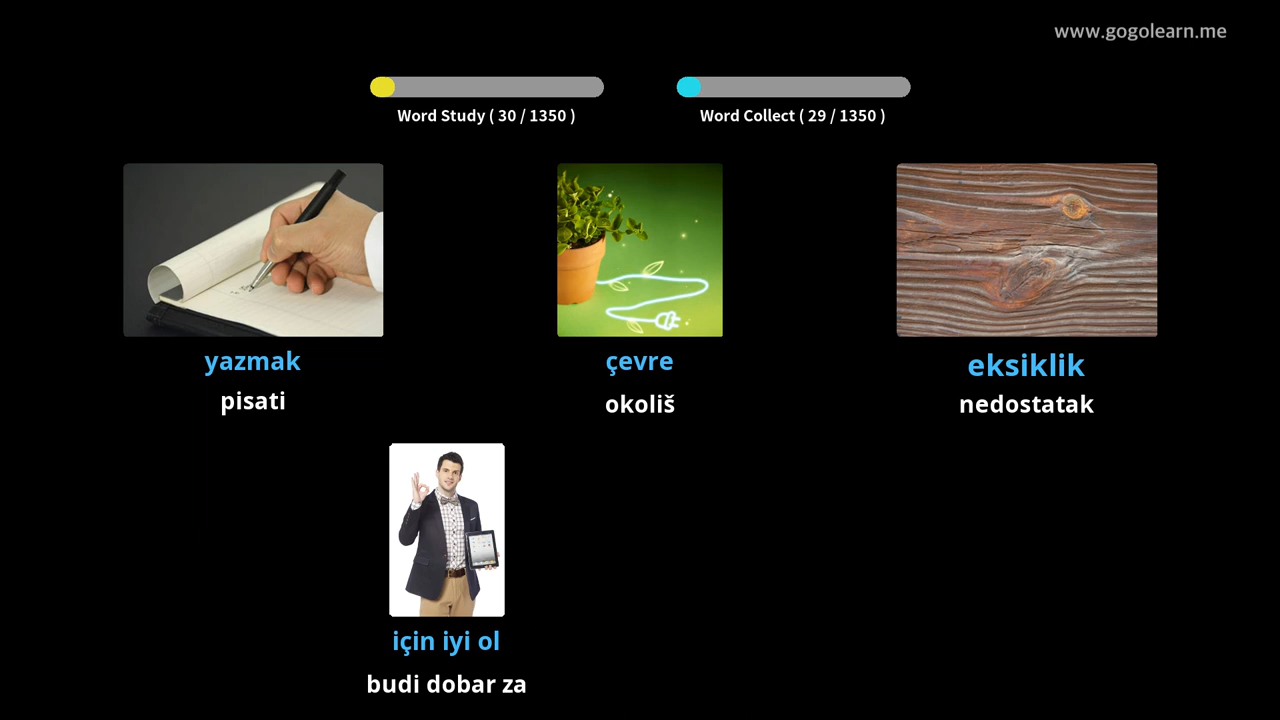 www.gogolearn.me
Word Study ( 30 / 1350 )
Word Collect ( 29 / 1350 )
yazmak
pisati
çevre
okoliš
eksiklik
nedostatak
için iyi ol
budi dobar za